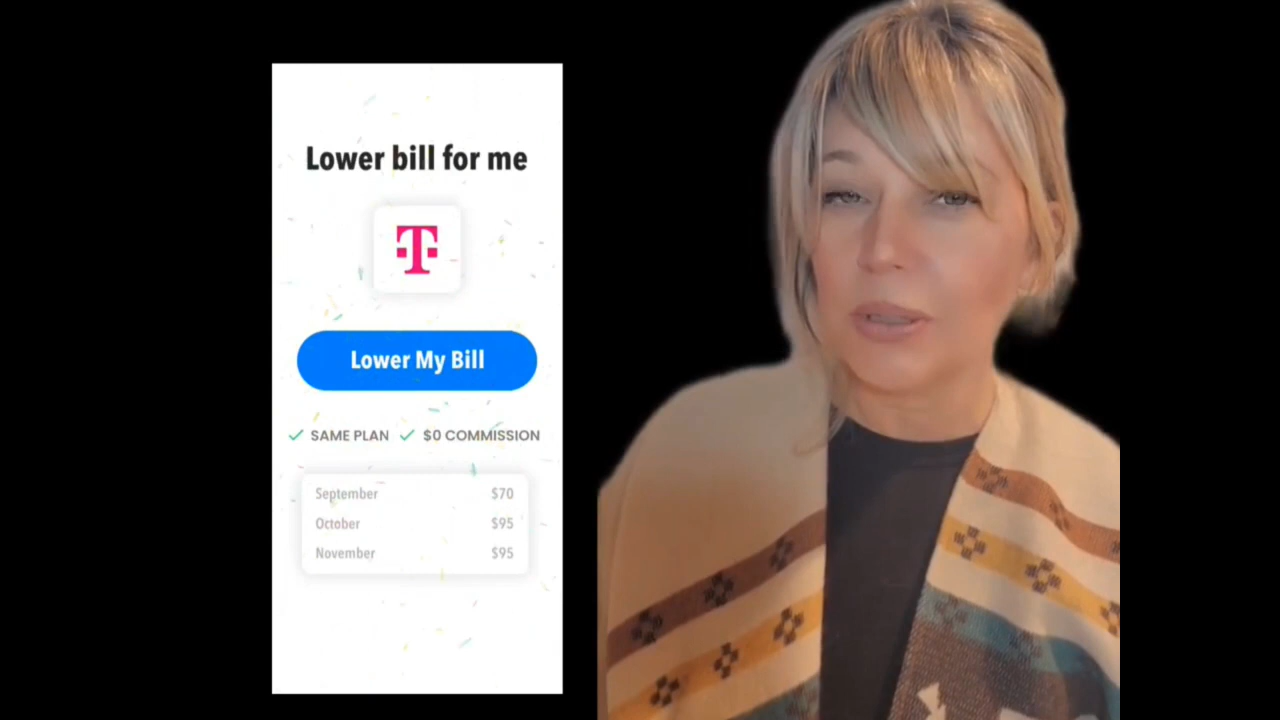 Lower bill for me
T
Lower My Bill
SAME PLAN $0 COMMISSION
September $70
October $95
November $95